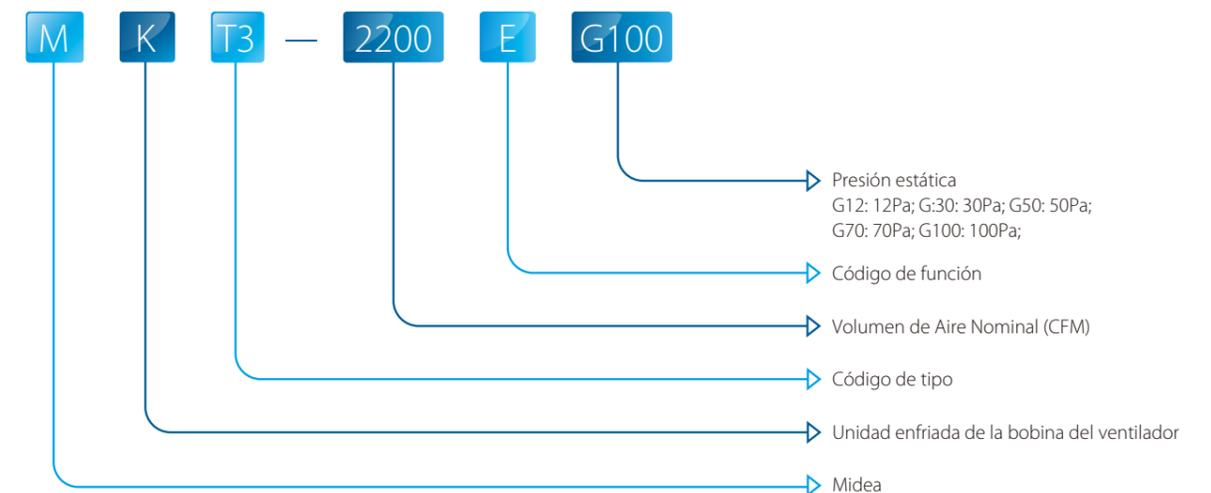 M K T3 — 2200 E G100
Presión estática
G12: 12Pa; G:30: 30Pa; G50: 50Pa;
G70: 70Pa; G100: 100Pa;
Código de función
Volumen de Aire Nominal (CFM)
Código de tipo
Unidad enfriada de la bobina del ventilador
Midea